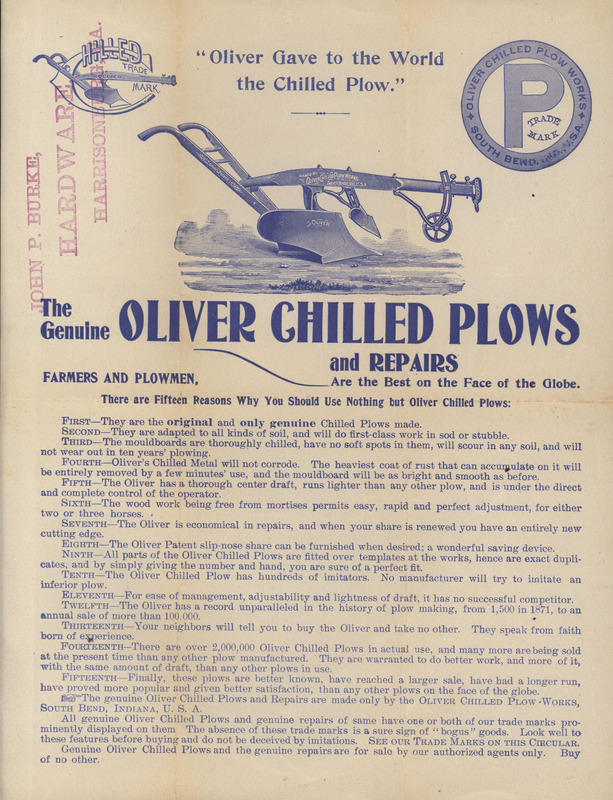 CHILLED
TRADE
MARK
JOHN P. BURKE,
HARDWARE
"Oliver Gave to the World
the Chilled Plow."
OLIVER CHILLED PLOW WORKS
P
TRADE
MARK
SOUTH BEND, IND., U.S.A.
OLIVER
The
Genuine
OLIVER CHILLED PLOWS
and REPAIRS
FARMERS AND PLOWMEN,
Are the Best on the Face of the Globe.
There are Fifteen Reasons Why You Should Use Nothing but Oliver Chilled Plows:
FIRST—They are the original and only genuine Chilled Plows made.
SECOND—They are adapted to all kinds of soil, and will do first-class work in sod or stubble.
THIRD—The mouldboards are thoroughly chilled, have no soft spots in them, will scour in any soil, and will
not wear out in ten years' plowing.
FOURTH—Oliver's Chilled Metal will not corrode. The heaviest coat of rust that can accumulate on it will
be entirely removed by a few minutes' use, and the mouldboard will be as bright and smooth as before.
FIFTH—The Oliver has a thorough center draft, runs lighter than any other plow, and is under the direct
and complete control of the operator.
SIXTH—The wood work being free from mortises permits easy, rapid and perfect adjustment, for either
two or three horses.
SEVENTH—The Oliver is economical in repairs, and when your share is renewed you have an entirely new
cutting edge.
EIGHTH—The Oliver Patent slip-nose share can be furnished when desired; a wonderful saving device.
NINTH—All parts of the Oliver Chilled Plows are fitted over templates at the works, hence are exact dupli-
cates, and by simply giving the number and hand, you are sure of a perfect fit.
TENTH—The Oliver Chilled Plow has hundreds of imitators. No manufacturer will try to imitate an
inferior plow.
ELEVENTH—For ease of management, adjustability and lightness of draft, it has no successful competitor.
TWELFTH—The Oliver has a record unparalleled in the history of plow making, from 1,500 in 1871, to an
annual sale of more than 100.000.
THIRTEENTH—Your neighbors will tell you to buy the Oliver and take no other. They speak from faith
born of experience.
FOURTEENTH—There are over 2,000,000 Oliver Chilled Plows in actual use, and many more are being sold
at the present time than any other plow manufactured. They are warranted to do better work, and more of it,
with the same amount of draft, than any other plows in use.
FIFTEENTH—Finally, these plows are better known, have reached a larger sale, have had a longer run,
have proved more popular and given better satisfaction, than any other plows on the face of the globe.
The genuine Oliver Chilled Plows and Repairs are made only by the OLIVER CHILLED PLOW WORKS,
SOUTH BEND, INDIANA, U. S. A.
All genuine Oliver Chilled Plows and genuine repairs of same have one or both of our trade marks pro-
minently displayed on them The absence of these trade marks is a sure sign of "bogus" goods. Look well to
these features before buying and do not be deceived by imitations. SEE OUR TRADE MARKS ON THIS CIRCULAR.
Genuine Oliver Chilled Plows and the genuine repairs are for sale by our authorized agents only. Buy
of no other.